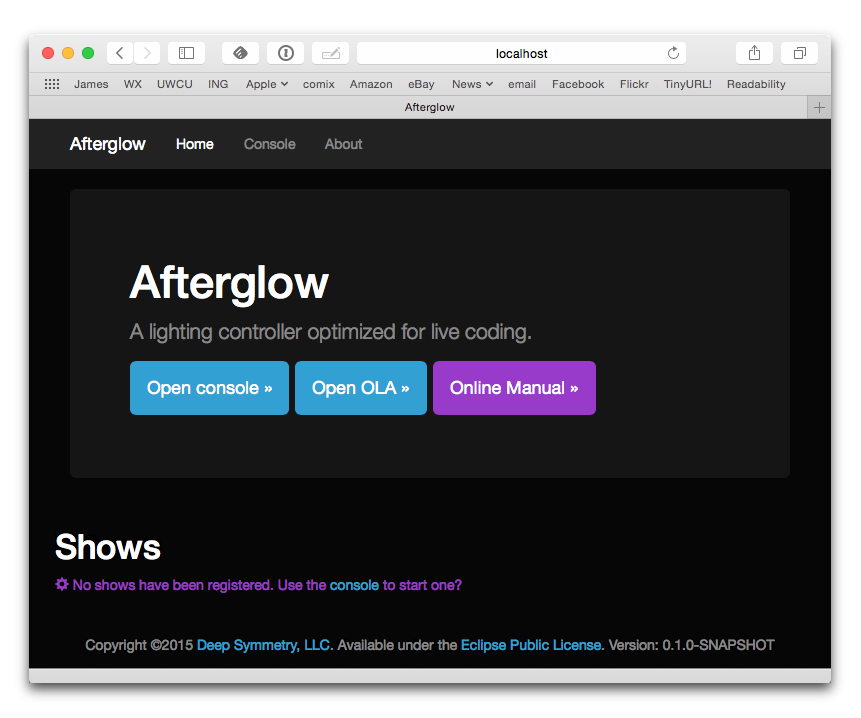 localhost
James WX UWCU ING Apple comix Amazon eBay News email Facebook Flickr TinyURL! Readability
Afterglow
Afterglow Home Console About
Afterglow
A lighting controller optimized for live coding.
Open console » Open OLA » Online Manual »
Shows
No shows have been registered. Use the console to start one?
Copyright ©2015 Deep Symmetry, LLC. Available under the Eclipse Public License. Version: 0.1.0-SNAPSHOT